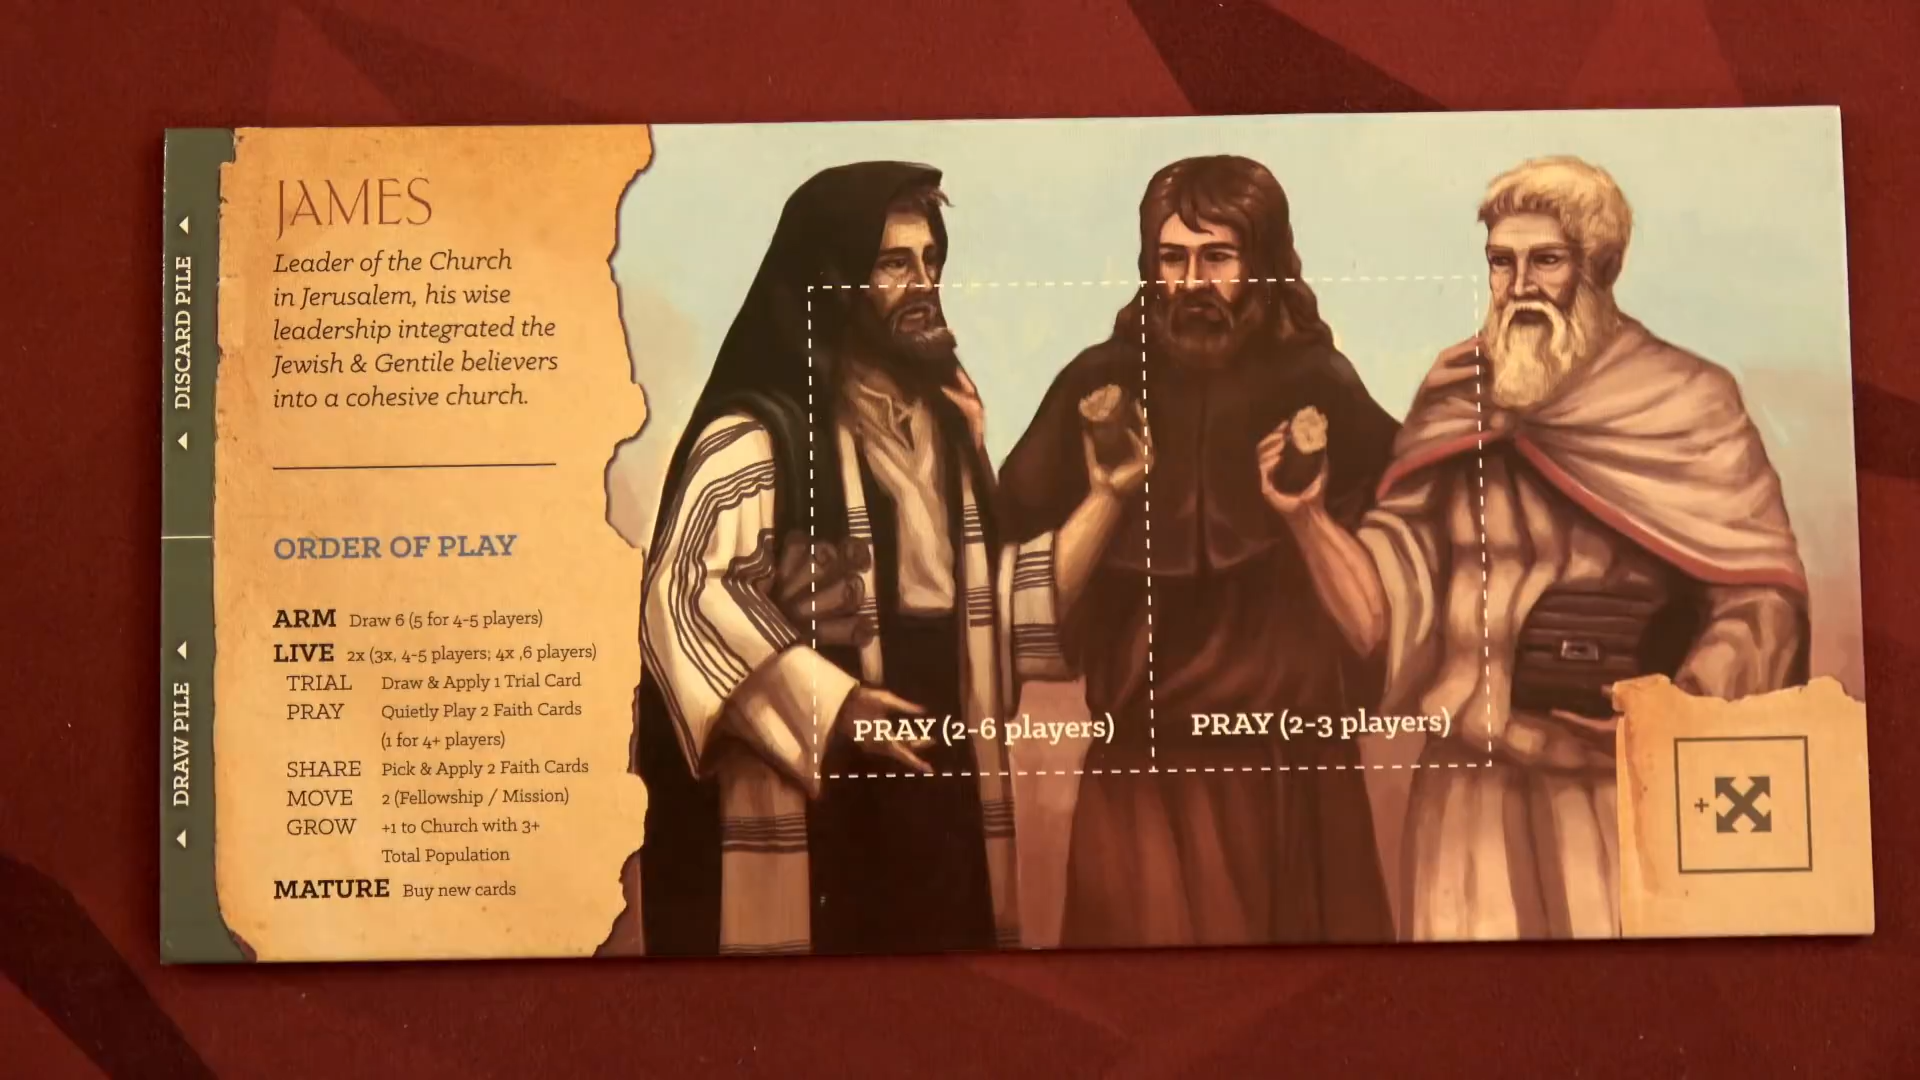 JAMES
Leader of the Church
in Jerusalem, his wise
leadership integrated the
Jewish & Gentile believers
into a cohesive church.
ORDER OF PLAY
ARM Draw 6 (5 for 4-5 players)
LIVE 2x (3x, 4-5 players; 4x ,6 players)
TRIAL Draw & Apply 1 Trial Card
PRAY Quietly Play 2 Faith Cards
(1 for 4+ players)
SHARE Pick & Apply 2 Faith Cards
MOVE 2 (Fellowship / Mission)
GROW +1 to Church with 3+
Total Population
MATURE Buy new cards
DISCARD PILE
DRAW PILE
PRAY (2-6 players)
PRAY (2-3 players)
+